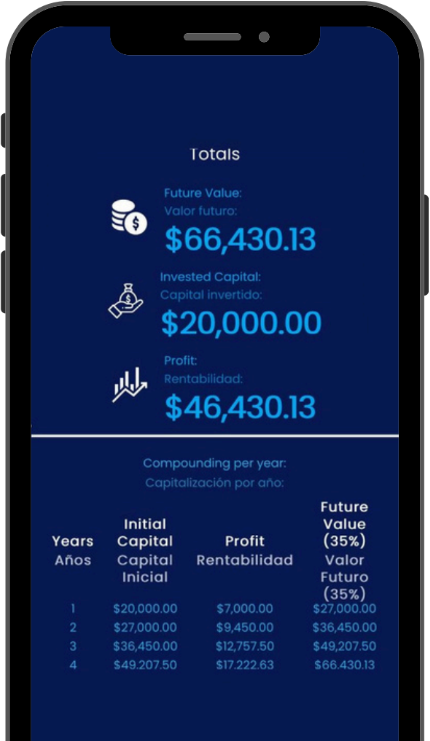 Totals
Future Value:
Valor futuro:
$66,430.13
Invested Capital:
Capital invertido:
$20,000.00
Profit:
Rentabilidad:
$46,430.13
Compounding per year:
Capitalización por año:
Years Initial Capital Profit Future Value (35%)
Años Capital Inicial Rentabilidad Valor Futuro (35%)
1 $20,000.00 $7,000.00 $27,000.00
2 $27,000.00 $9,450.00 $36,450.00
3 $36,450.00 $12,757.50 $49,207.50
4 $49.207.50 $17.222.63 $66.430.13